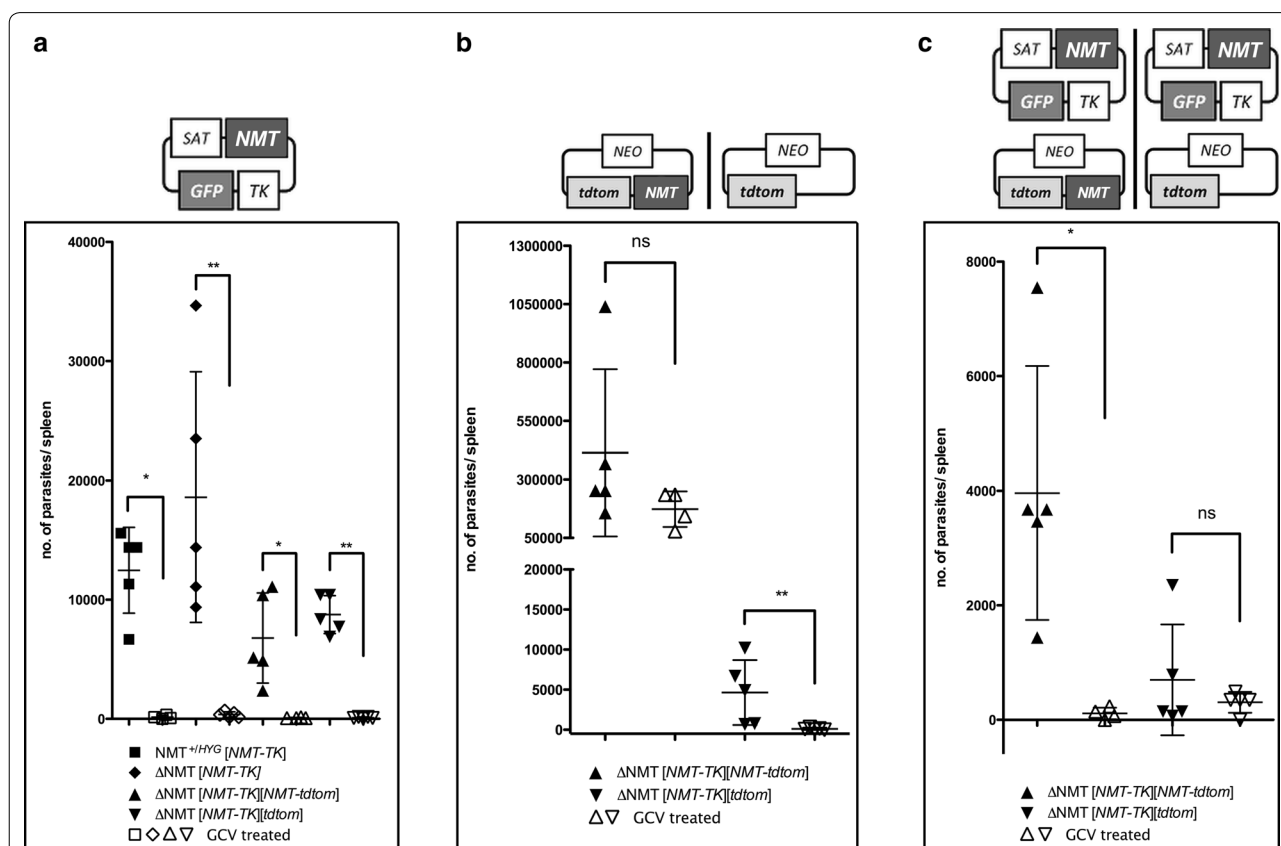 a
SAT NMT
GFP TK
no. of parasites/ spleen
40000
30000
20000
10000
0
*
**
*
**
NMT+/HYG [NMT-TK]
ΔNMT [NMT-TK]
ΔNMT [NMT-TK][NMT-tdtom]
ΔNMT [NMT-TK][tdtom]
GCV treated
b
NEO
tdtom NMT
NEO
tdtom
no. of parasites/ spleen
1300000
1050000
800000
550000
300000
50000
20000
15000
10000
5000
0
ns
**
ΔNMT [NMT-TK][NMT-tdtom]
ΔNMT [NMT-TK][tdtom]
GCV treated
c
SAT NMT
GFP TK
NEO
tdtom NMT
SAT NMT
GFP TK
NEO
tdtom
no. of parasites/ spleen
8000
6000
4000
2000
0
*
ns
ΔNMT [NMT-TK][NMT-tdtom]
ΔNMT [NMT-TK][tdtom]
GCV treated